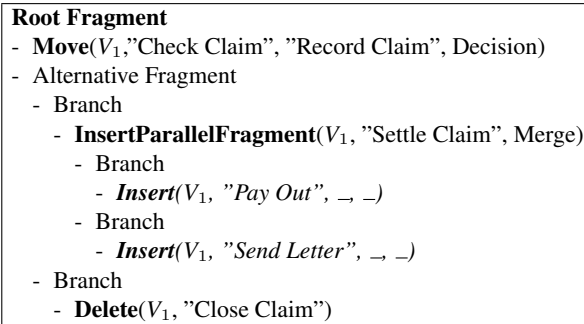 Root Fragment
- Move(V₁,”Check Claim”, ”Record Claim”, Decision)
- Alternative Fragment
- Branch
- InsertParallelFragment(V₁, ”Settle Claim”, Merge)
- Branch
- Insert(V₁, ”Pay Out”, _, _)
- Branch
- Insert(V₁, ”Send Letter”, _, _)
- Branch
- Delete(V₁, ”Close Claim”)